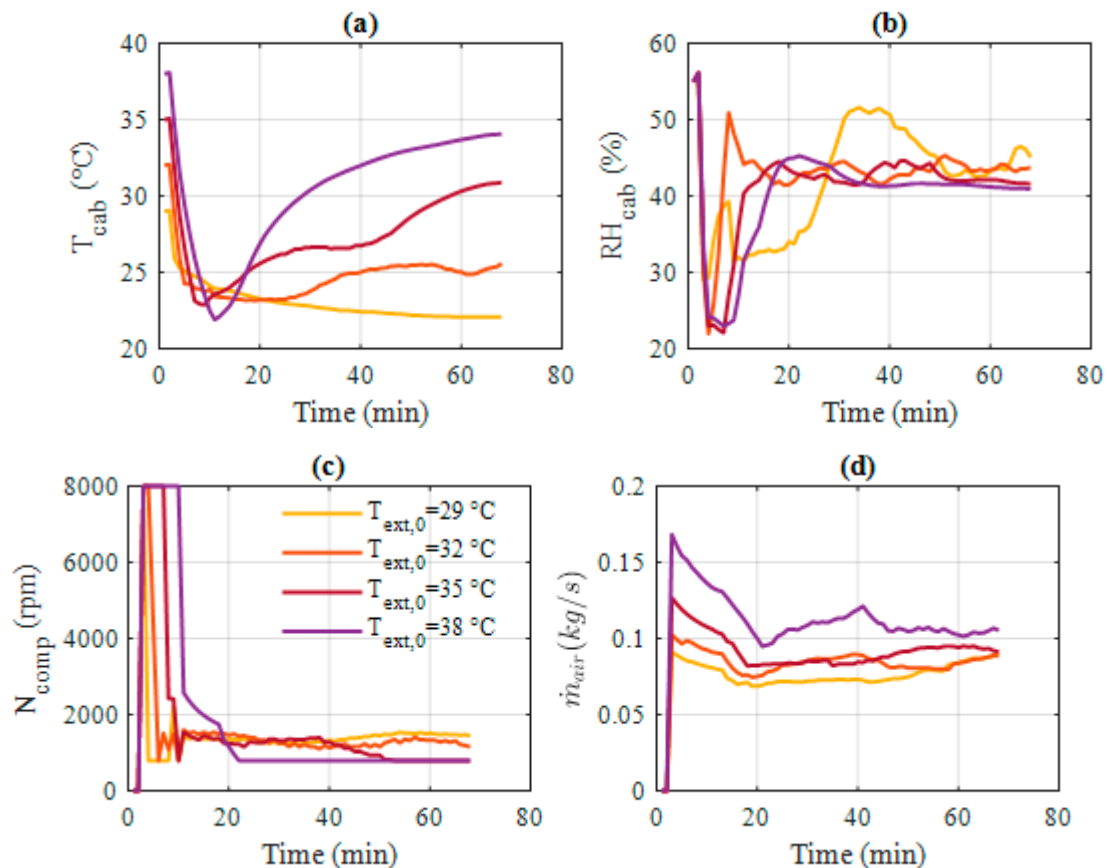 (a)
40
35
30
25
20
T_cab (°C)
0 20 40 60 80
Time (min)
(b)
60
50
40
30
20
RH_cab (%)
0 20 40 60 80
Time (min)
(c)
8000
6000
4000
2000
0
N_comp (rpm)
T_ext,0=29 °C
T_ext,0=32 °C
T_ext,0=35 °C
T_ext,0=38 °C
0 20 40 60 80
Time (min)
(d)
0.2
0.15
0.1
0.05
0
ṁ_air(kg/s)
0 20 40 60 80
Time (min)